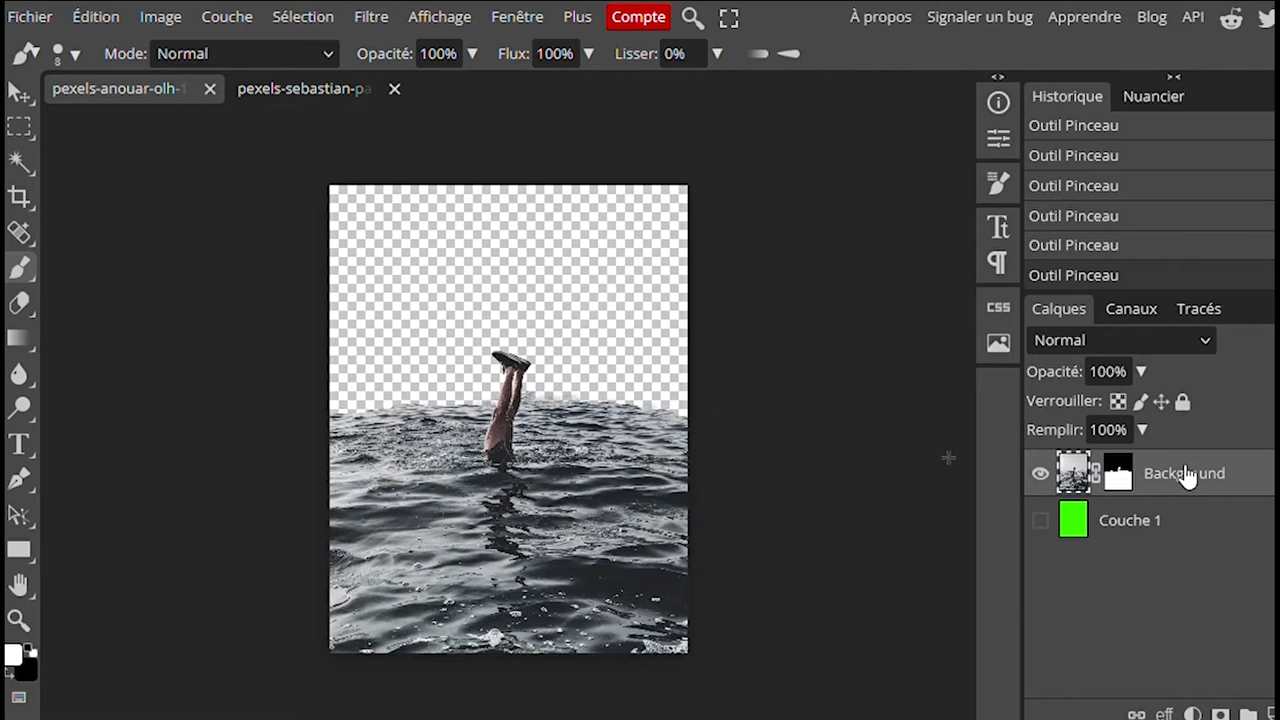 Fichier Édition Image Couche Sélection Filtre Affichage Fenêtre Plus Compte À propos Signaler un bug Apprendre Blog API
8 Mode: Normal Opacité: 100% Flux: 100% Lisser: 0%
pexels-anouar-olh-1 pexels-sebastian-pa
Historique Nuancier
Outil Pinceau
Outil Pinceau
Outil Pinceau
Outil Pinceau
Outil Pinceau
Outil Pinceau
CSS
Calques Canaux Tracés
Normal
Opacité: 100%
Verrouiller:
Remplir: 100%
Background
Couche 1
eff